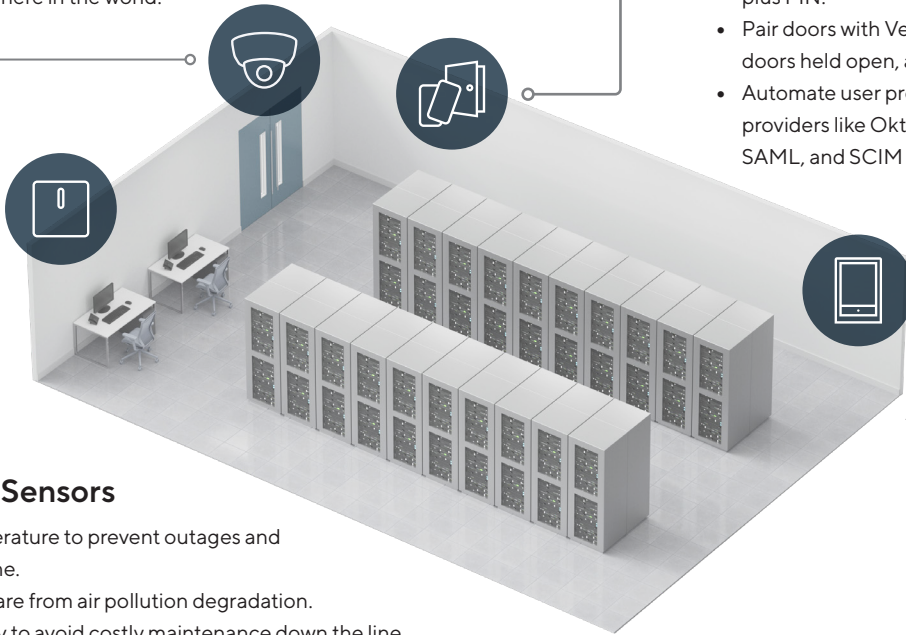 here in the world.
plus PIN.
• Pair doors with Ve
doors held open, a
• Automate user pro
providers like Okt
SAML, and SCIM
Sensors
erature to prevent outages and
ne.
are from air pollution degradation.
y to avoid costly maintenance down the line.